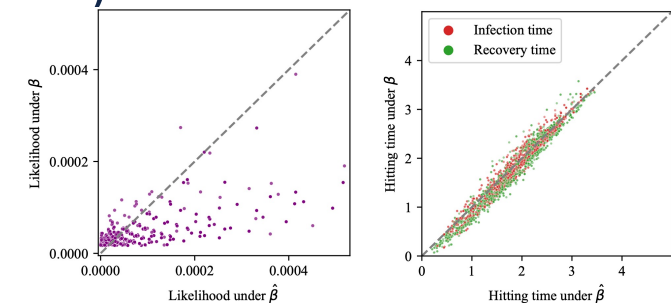 Likelihood under β
0.0004
0.0002
0.0000
0.0000
0.0002
0.0004
Likelihood under β̂
Infection time
Recovery time
Hitting time under β
4
3
2
1
0
0
1
2
3
4
Hitting time under β̂